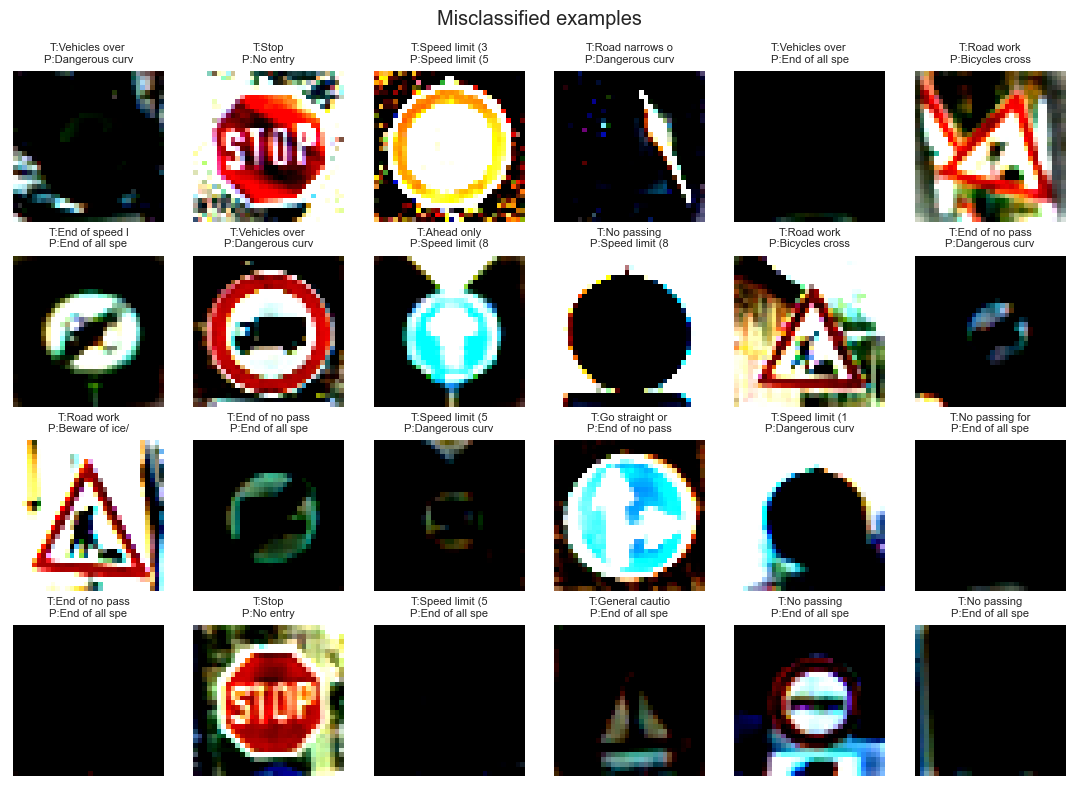 Misclassified examples
T:Vehicles over
P:Dangerous curv
T:Stop
P:No entry
T:Speed limit (3
P:Speed limit (5
T:Road narrows o
P:Dangerous curv
T:Vehicles over
P:End of all spe
T:Road work
P:Bicycles cross
STOP
T:End of speed l
P:End of all spe
T:Vehicles over
P:Dangerous curv
T:Ahead only
P:Speed limit (8
T:No passing
P:Speed limit (8
T:Road work
P:Bicycles cross
T:End of no pass
P:Dangerous curv
T:Road work
P:Beware of ice/
T:End of no pass
P:End of all spe
T:Speed limit (5
P:Dangerous curv
T:Go straight or
P:End of no pass
T:Speed limit (1
P:Dangerous curv
T:No passing for
P:End of all spe
T:End of no pass
P:End of all spe
T:Stop
P:No entry
T:Speed limit (5
P:End of all spe
T:General cautio
P:End of all spe
T:No passing
P:End of all spe
T:No passing
P:End of all spe
STOP